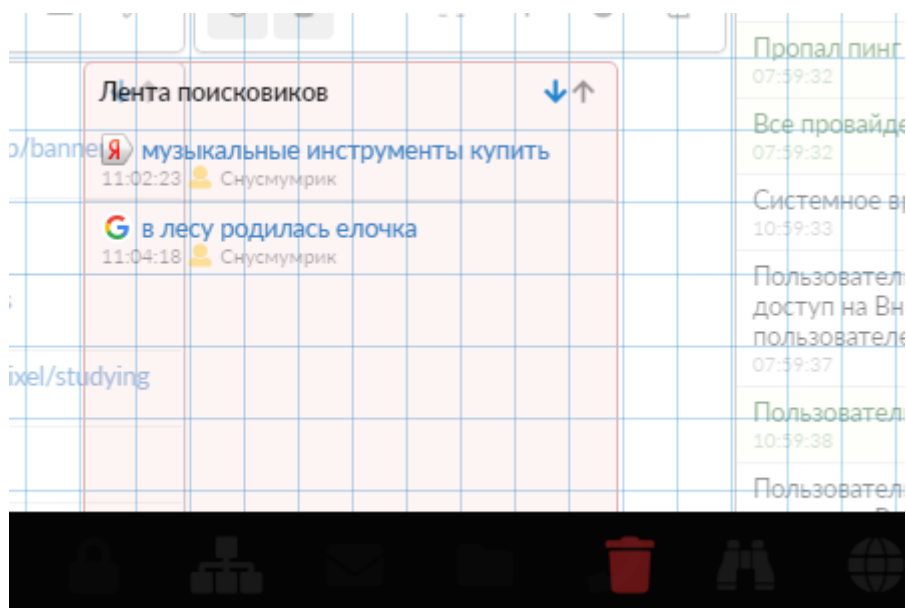 Лента поисковиков
Я музыкальные инструменты купить
11:02:23 Снусмумрик
G в лесу родилась елочка
11:04:18 Снусмумрик
p/banne
ixel/studying
Пропал пинг
07:59:32
Все провайде
07:59:32
Системное вр
10:59:33
Пользовател
доступ на Вн
пользователе
07:59:37
Пользовател
10:59:38
Пользовател